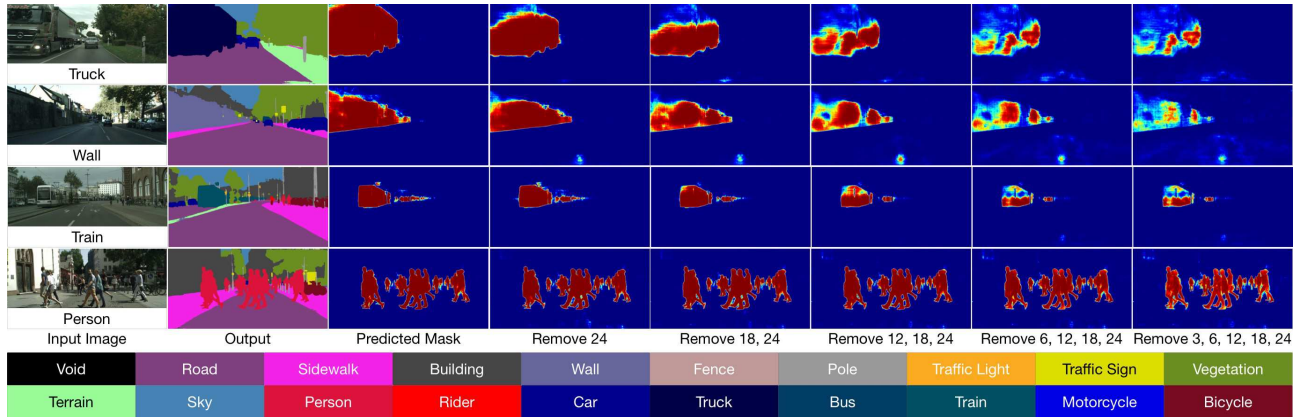 Truck
Wall
Train
Person
Input Image Output Predicted Mask Remove 24 Remove 18, 24 Remove 12, 18, 24 Remove 6, 12, 18, 24 Remove 3, 6, 12, 18, 24
Void Road Sidewalk Building Wall Fence Pole Traffic Light Traffic Sign Vegetation
Terrain Sky Person Rider Car Truck Bus Train Motorcycle Bicycle